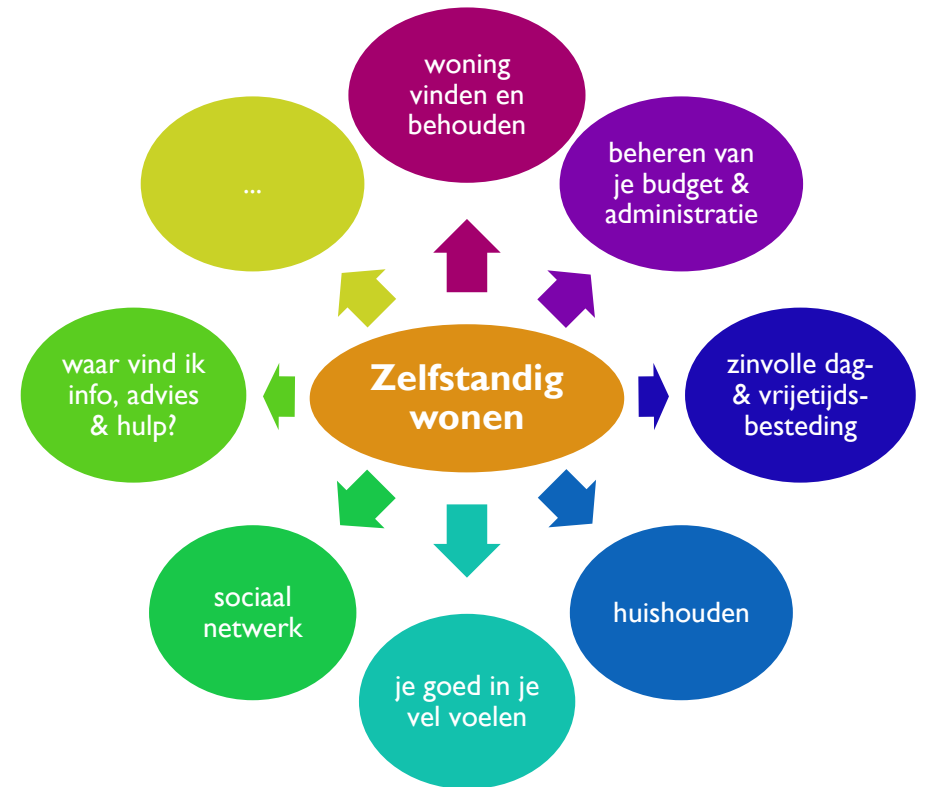 woning
vinden en
behouden
beheren van
je budget &
administratie
zinvolle dag-
& vrijetijds-
besteding
huishouden
je goed in je
vel voelen
sociaal
netwerk
waar vind ik
info, advies
& hulp?
...
Zelfstandig
wonen